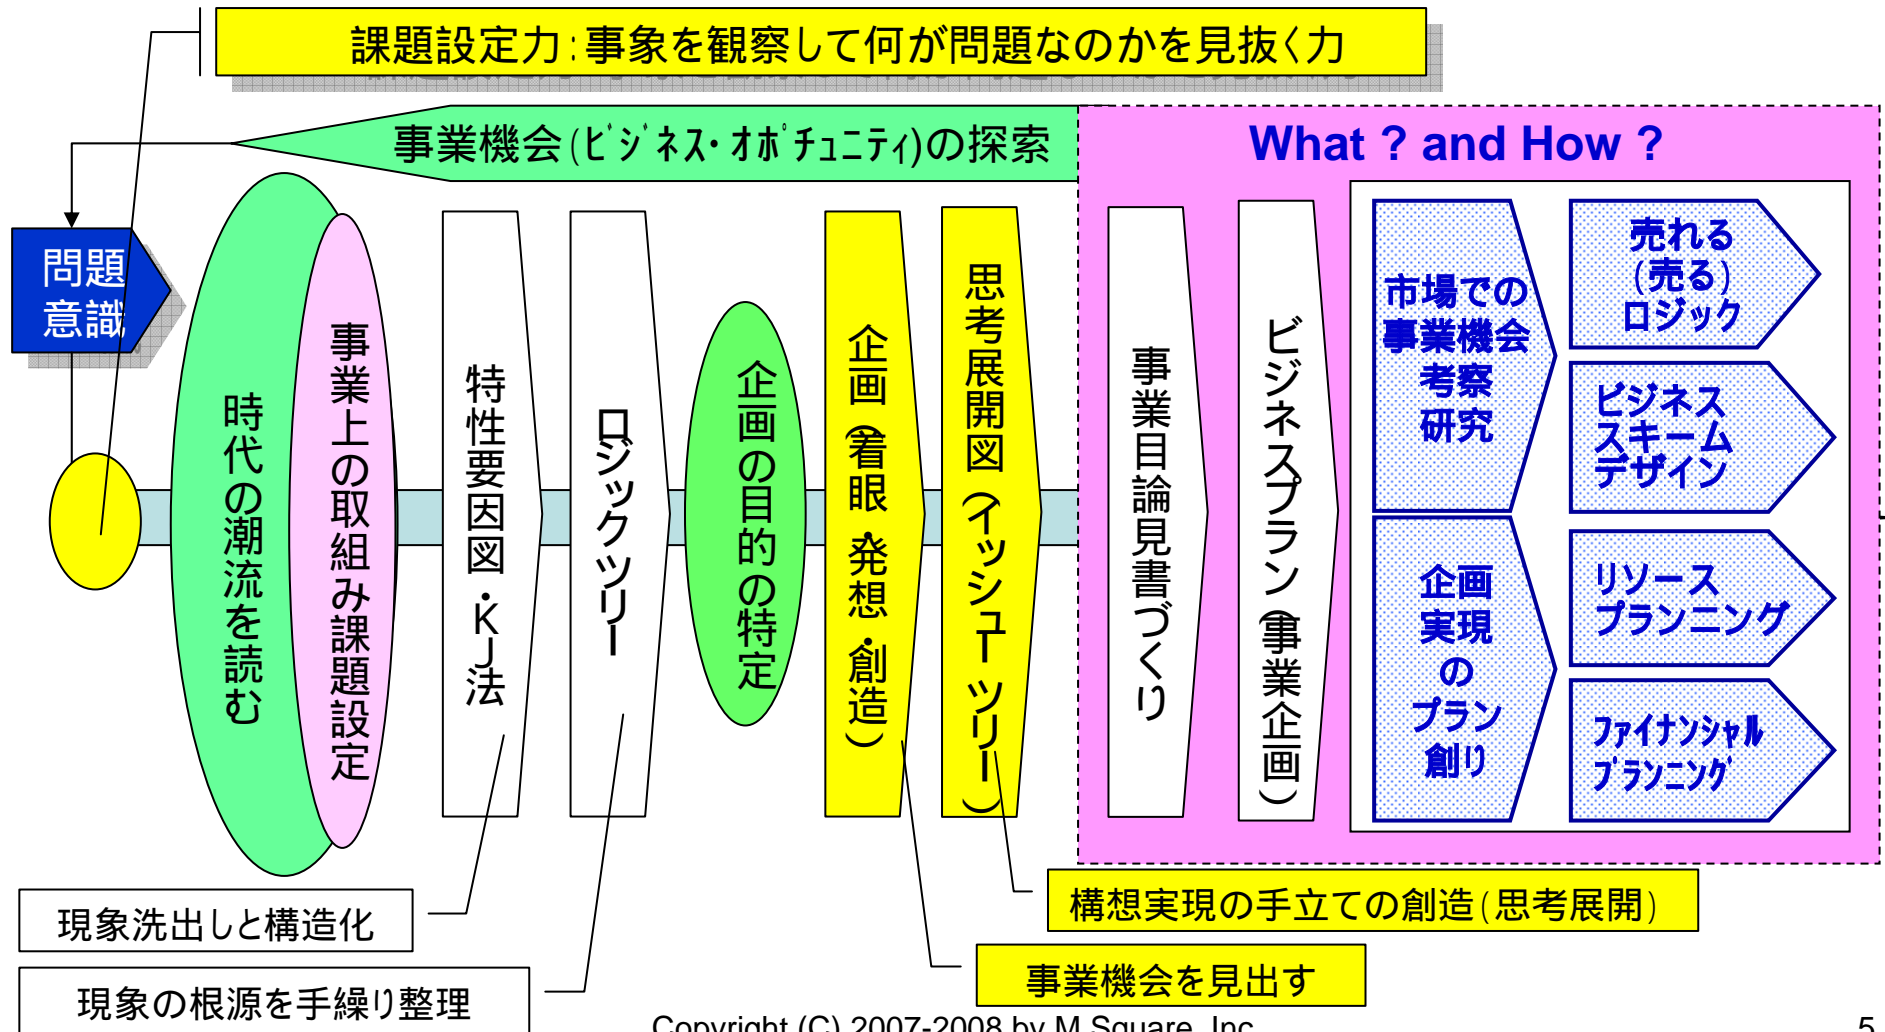 課題設定力:事象を観察して何が問題なのかを見抜く力
事業機会(ビジネス・オポチュニティ)の探索
What ? and How ?
問題
意識
時代の潮流を読む
事業上の取組み課題設定
特性要因図・KJ法
ロジックツリー
企画の目的の特定
企画(着眼・発想・創造)
思考展開図(イッシューツリー)
事業目論見書づくり
ビジネスプラン(事業企画)
市場での
事業機会
考察
研究
企画
実現
の
プラン
創り
売れる
(売る)
ロジック
ビジネス
スキーム
デザイン
リソース
プランニング
ファイナンシャル
プランニング
現象洗出しと構造化
現象の根源を手繰り整理
構想実現の手立ての創造(思考展開)
事業機会を見出す
Copyright (C) 2007-2008 by M Square, Inc
5